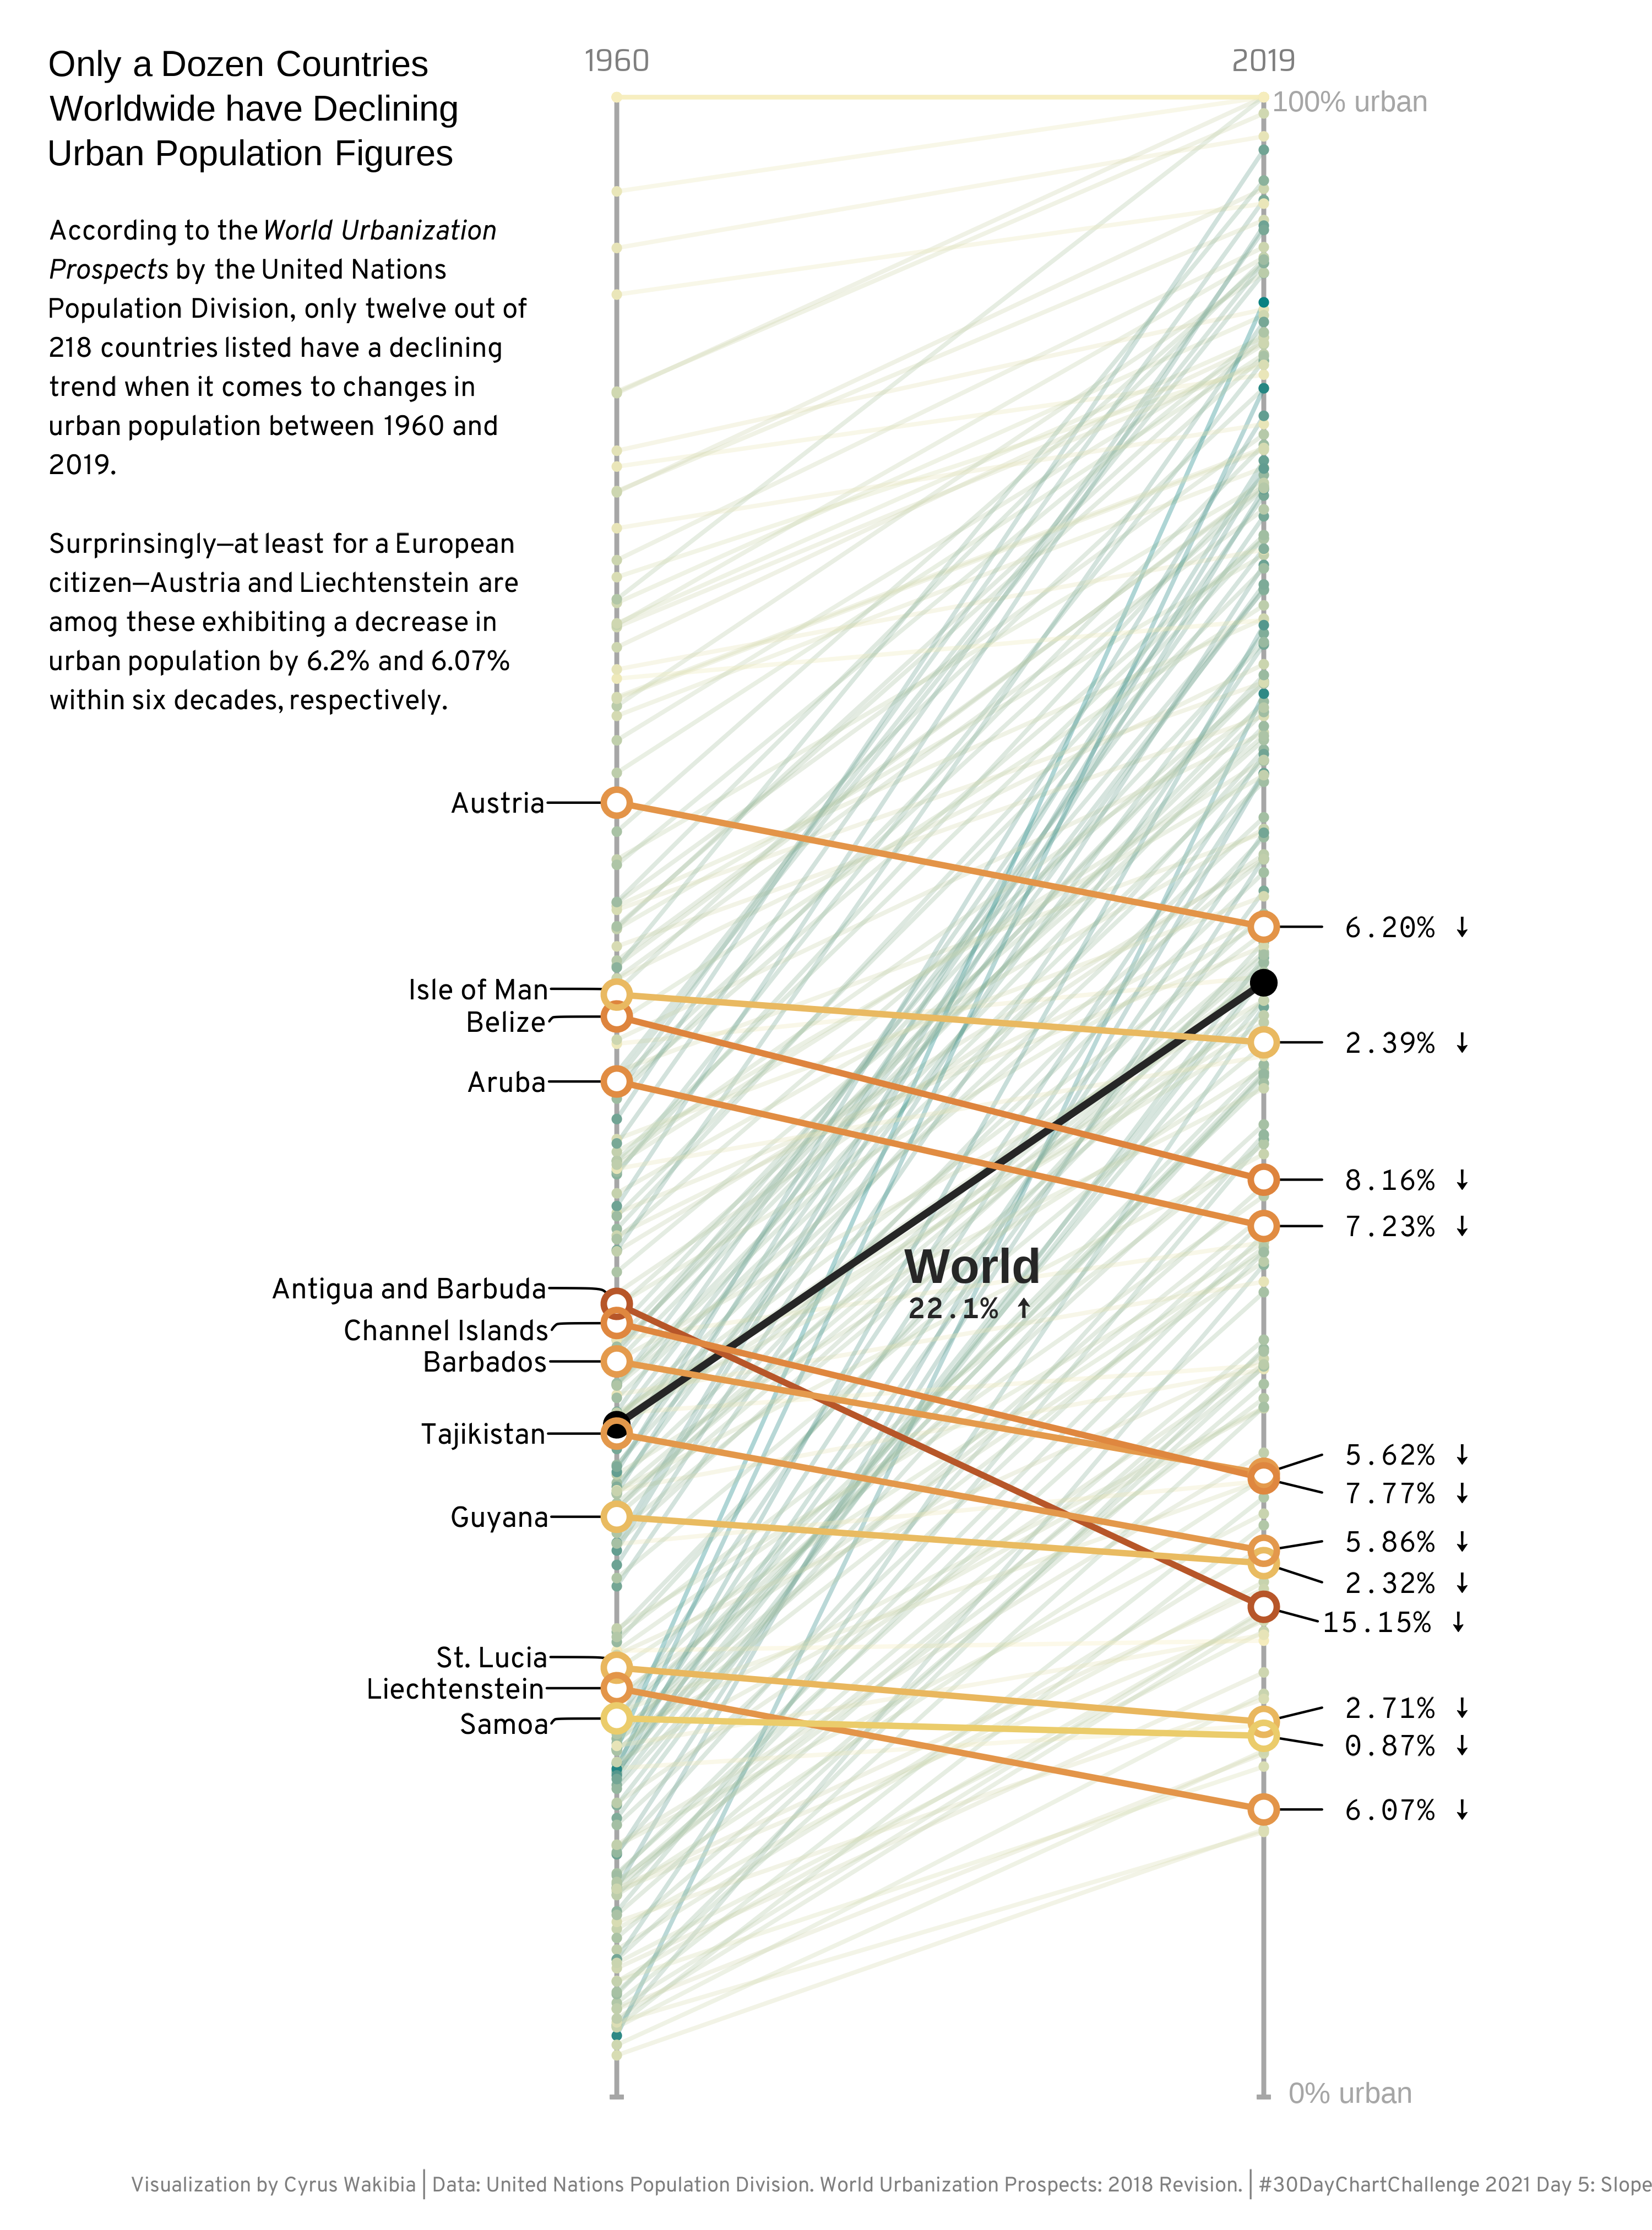 Only a Dozen Countries
Worldwide have Declining
Urban Population Figures
According to the World Urbanization
Prospects by the United Nations
Population Division, only twelve out of
218 countries listed have a declining
trend when it comes to changes in
urban population between 1960 and
2019.
Surprinsingly—at least for a European
citizen—Austria and Liechtenstein are
amog these exhibiting a decrease in
urban population by 6.2% and 6.07%
within six decades, respectively.
1960
2019
100% urban
Austria
6.20% ↓
Isle of Man
2.39% ↓
Belize
Aruba
8.16% ↓
7.23% ↓
World
22.1% ↑
Antigua and Barbuda
Channel Islands
Barbados
Tajikistan
5.62% ↓
7.77% ↓
Guyana
5.86% ↓
2.32% ↓
15.15% ↓
St. Lucia
Liechtenstein
Samoa
2.71% ↓
0.87% ↓
6.07% ↓
0% urban
Visualization by Cyrus Wakibia | Data: United Nations Population Division. World Urbanization Prospects: 2018 Revision. | #30DayChartChallenge 2021 Day 5: Slope